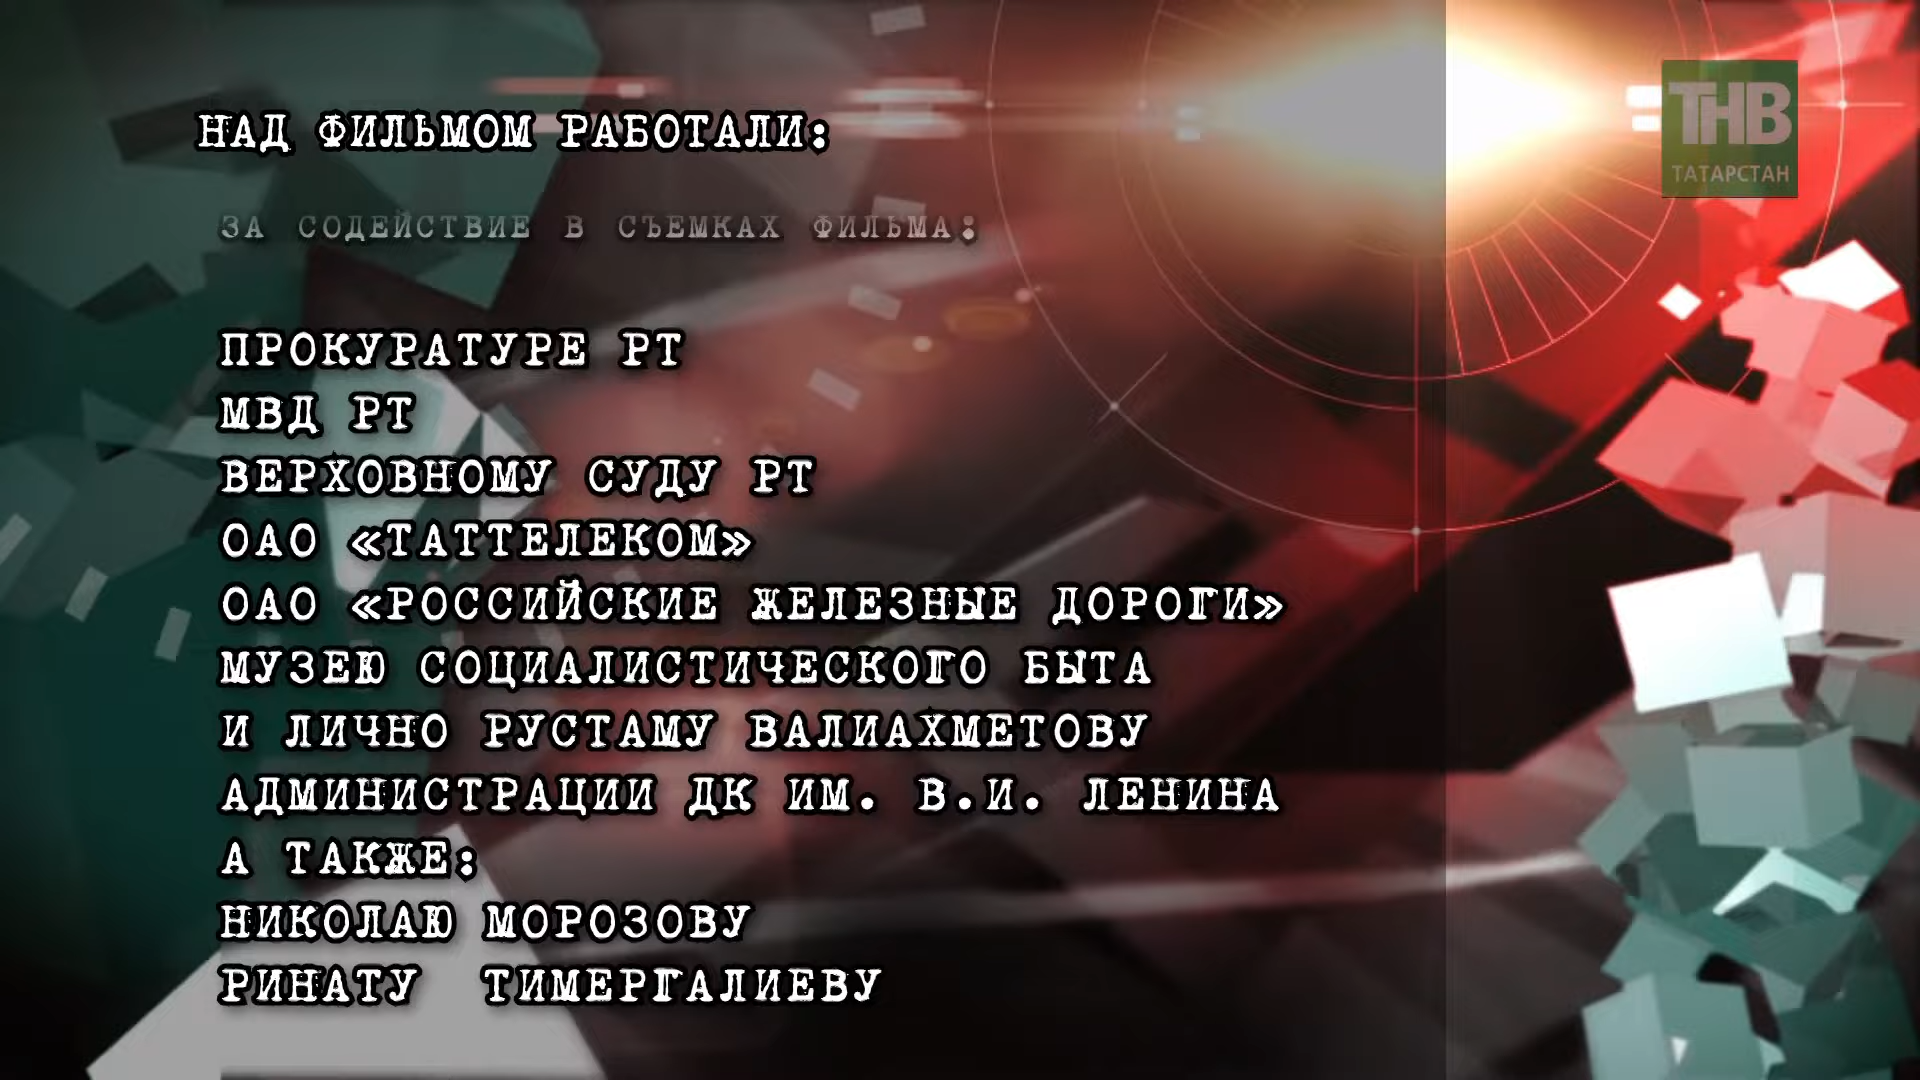 НАД ФИЛЬМОМ РАБОТАЛИ:
ТНВ
ТАТАРСТАН
ЗА СОДЕЙСТВИЕ В СЪЕМКАХ ФИЛЬМА:
ПРОКУРАТУРЕ РТ
МВД РТ
ВЕРХОВНОМУ СУДУ РТ
ОАО «ТАТТЕЛЕКОМ»
ОАО «РОССИЙСКИЕ ЖЕЛЕЗНЫЕ ДОРОГИ»
МУЗЕЮ СОЦИАЛИСТИЧЕСКОГО БЫТА
И ЛИЧНО РУСТАМУ ВАЛИАХМЕТОВУ
АДМИНИСТРАЦИИ ДК ИМ. В.И. ЛЕНИНА
А ТАКЖЕ:
НИКОЛАЮ МОРОЗОВУ
РИНАТУ ТИМЕРГАЛИЕВУ